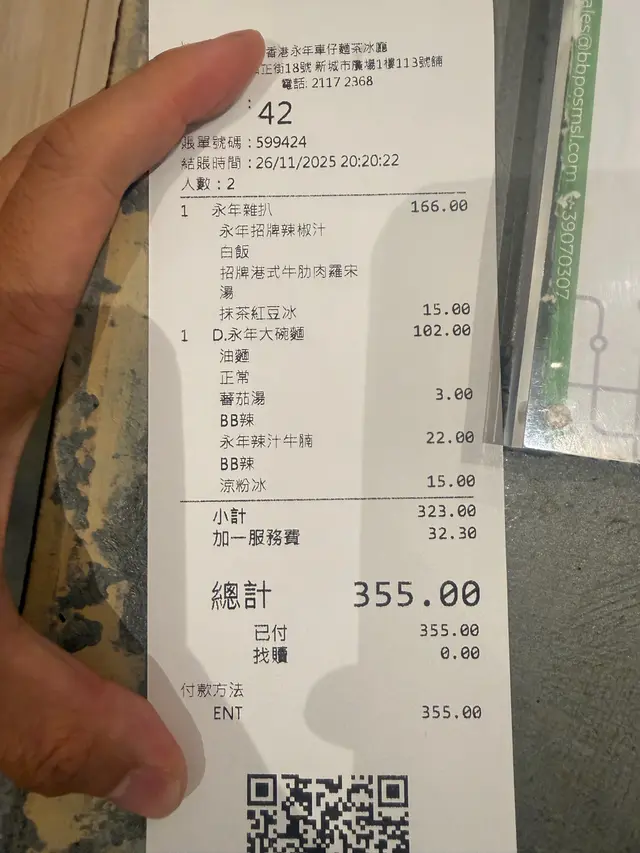 香港永年車仔麵茶冰廳
正街18號 新城市廣場1樓113號舖
電話: 2117 2368
: 42
賬單號碼 : 599424
結賬時間 : 26/11/2025 20:20:22
人數 : 2
1 永年雜扒 166.00
永年招牌辣椒汁
白飯
招牌港式牛肋肉羅宋
湯
抹茶紅豆冰 15.00
1 D.永年大碗麵 102.00
油麵
正常
蕃茄湯 3.00
BB辣
永年辣汁牛腩 22.00
BB辣
涼粉冰 15.00
小計 323.00
加一服務費 32.30
總計 355.00
已付 355.00
找贖 0.00
付款方法
ENT 355.00
ales@bbposmsl.com
39070307